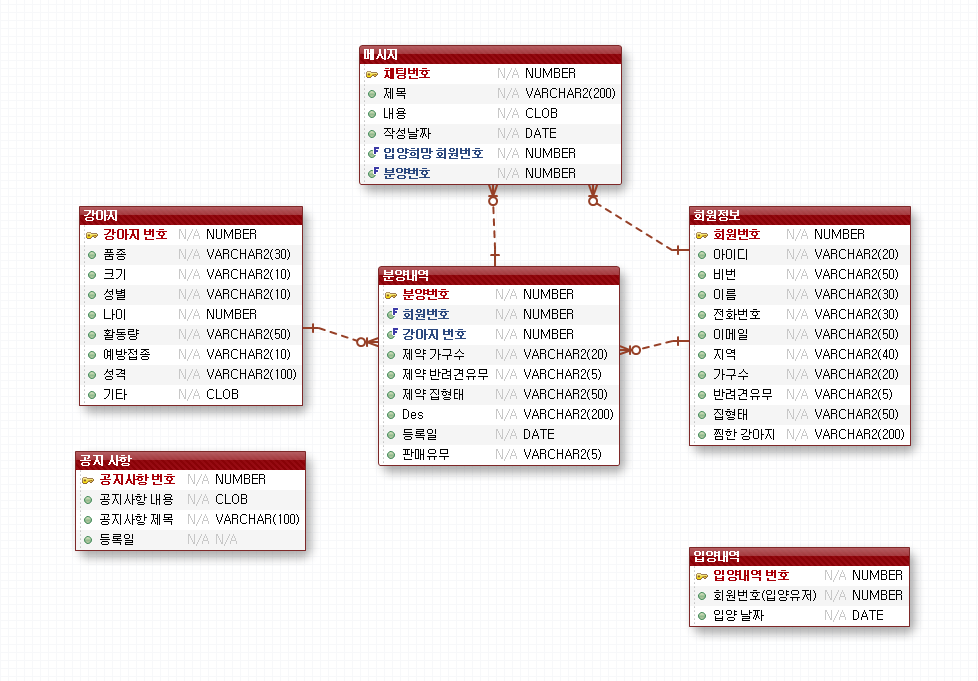 메시지
채팅번호 N/A NUMBER
제목 N/A VARCHAR2(200)
내용 N/A CLOB
작성날짜 N/A DATE
입양희망 회원번호 N/A NUMBER
분양번호 N/A NUMBER
강아지
강아지 번호 N/A NUMBER
품종 N/A VARCHAR2(30)
크기 N/A VARCHAR2(10)
성별 N/A VARCHAR2(10)
나이 N/A NUMBER
활동량 N/A VARCHAR2(50)
예방접종 N/A VARCHAR2(10)
성격 N/A VARCHAR2(100)
기타 N/A CLOB
분양내역
분양번호 N/A NUMBER
회원번호 N/A NUMBER
강아지 번호 N/A NUMBER
제약 가구수 N/A VARCHAR2(20)
제약 반려견유무 N/A VARCHAR2(5)
제약 집형태 N/A VARCHAR2(50)
Des N/A VARCHAR2(200)
등록일 N/A DATE
판매유무 N/A VARCHAR2(5)
회원정보
회원번호 N/A NUMBER
아이디 N/A VARCHAR2(20)
비번 N/A VARCHAR2(50)
이름 N/A VARCHAR2(30)
전화번호 N/A VARCHAR2(30)
이메일 N/A VARCHAR2(50)
지역 N/A VARCHAR2(40)
가구수 N/A VARCHAR2(20)
반려견유무 N/A VARCHAR2(5)
집형태 N/A VARCHAR2(50)
찜한 강아지 N/A VARCHAR2(200)
공지 사항
공지사항 번호 N/A NUMBER
공지사항 내용 N/A CLOB
공지사항 제목 N/A VARCHAR(100)
등록일 N/A N/A
입양내역
입양내역 번호 N/A NUMBER
회원번호(입양유저) N/A NUMBER
입양 날짜 N/A DATE